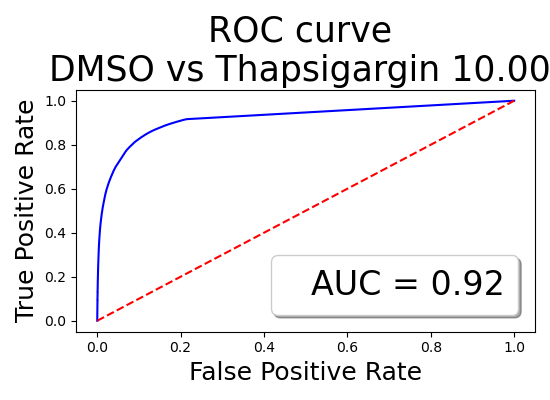 ROC curve
DMSO vs Thapsigargin 10.00
True Positive Rate
1.0
0.8
0.6
0.4
0.2
0.0
AUC = 0.92
0.0 0.2 0.4 0.6 0.8 1.0
False Positive Rate